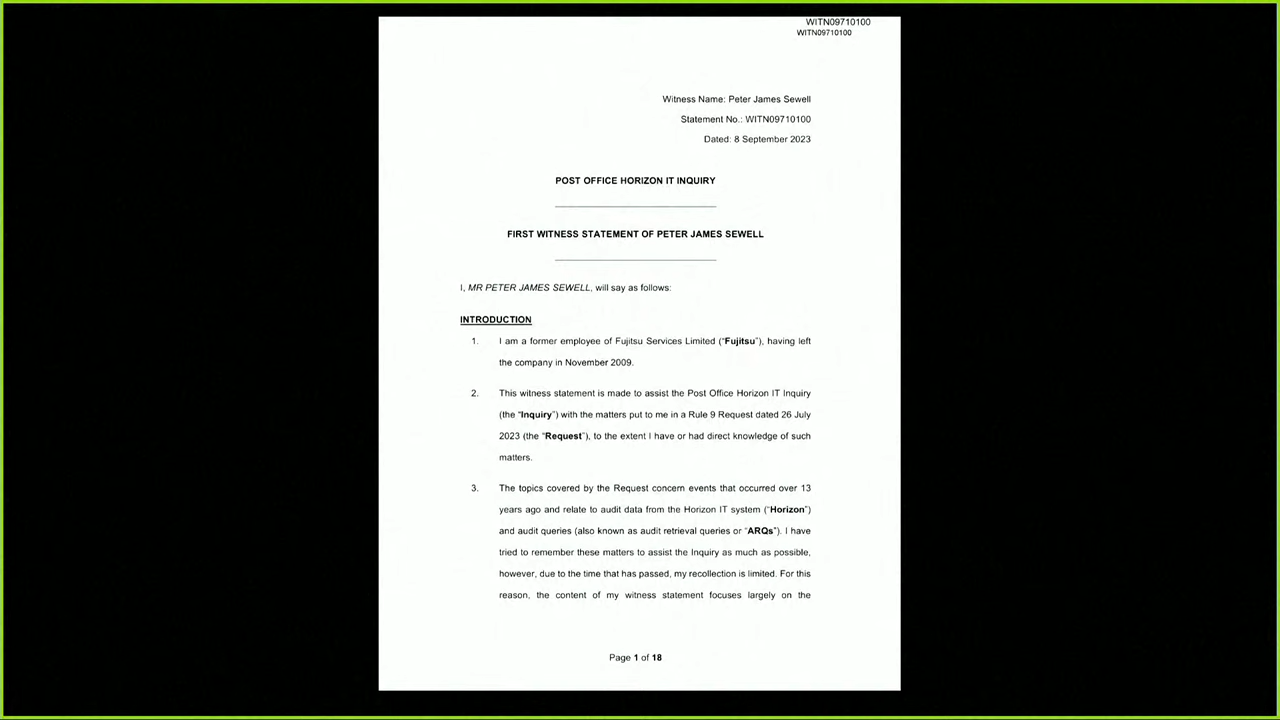 WITN09710100
WITN09710100
Witness Name: Peter James Sewell
Statement No.: WITN09710100
Dated: 8 September 2023
POST OFFICE HORIZON IT INQUIRY
FIRST WITNESS STATEMENT OF PETER JAMES SEWELL
I, MR PETER JAMES SEWELL, will say as follows:
INTRODUCTION
1. I am a former employee of Fujitsu Services Limited (“Fujitsu”), having left
the company in November 2009.
2. This witness statement is made to assist the Post Office Horizon IT Inquiry
(the “Inquiry”) with the matters put to me in a Rule 9 Request dated 26 July
2023 (the “Request”), to the extent I have or had direct knowledge of such
matters.
3. The topics covered by the Request concern events that occurred over 13
years ago and relate to audit data from the Horizon IT system (“Horizon”)
and audit queries (also known as audit retrieval queries or “ARQs”). I have
tried to remember these matters to assist the Inquiry as much as possible,
however, due to the time that has passed, my recollection is limited. For this
reason, the content of my witness statement focuses largely on the
Page 1 of 18